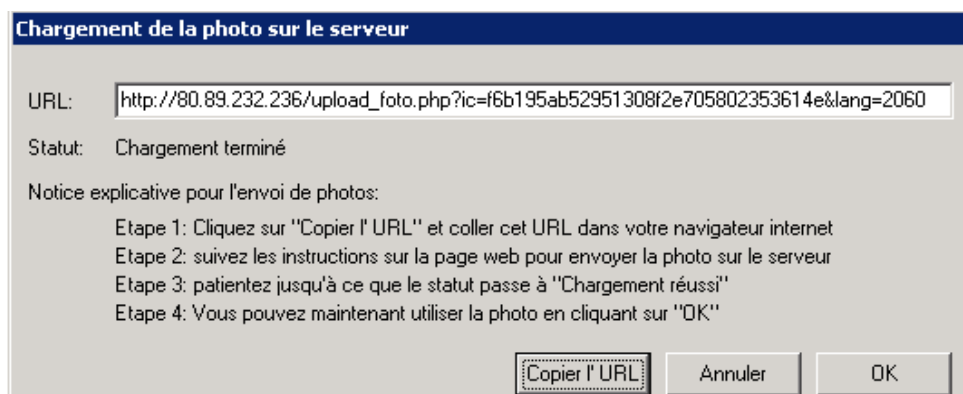 Chargement de la photo sur le serveur
URL: http://80.89.232.236/upload_foto.php?ic=f6b195ab52951308f2e705802353614e&lang=2060
Statut: Chargement terminé
Notice explicative pour l'envoi de photos:
Etape 1: Cliquez sur "Copier l' URL" et coller cet URL dans votre navigateur internet
Etape 2: suivez les instructions sur la page web pour envoyer la photo sur le serveur
Etape 3: patientez jusqu'à ce que le statut passe à "Chargement réussi"
Etape 4: Vous pouvez maintenant utiliser la photo en cliquant sur "OK"
Copier l' URL Annuler OK